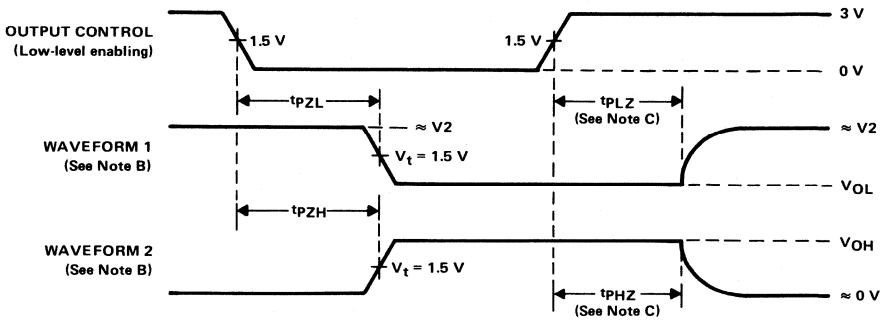 OUTPUT CONTROL
(Low-level enabling)
1.5 V
1.5 V
3 V
0 V
tPZL
tPLZ
(See Note C)
WAVEFORM 1
(See Note B)
≈ V2
Vt = 1.5 V
≈ V2
VOL
tPZH
WAVEFORM 2
(See Note B)
Vt = 1.5 V
VOH
tPHZ
(See Note C)
≈ 0 V